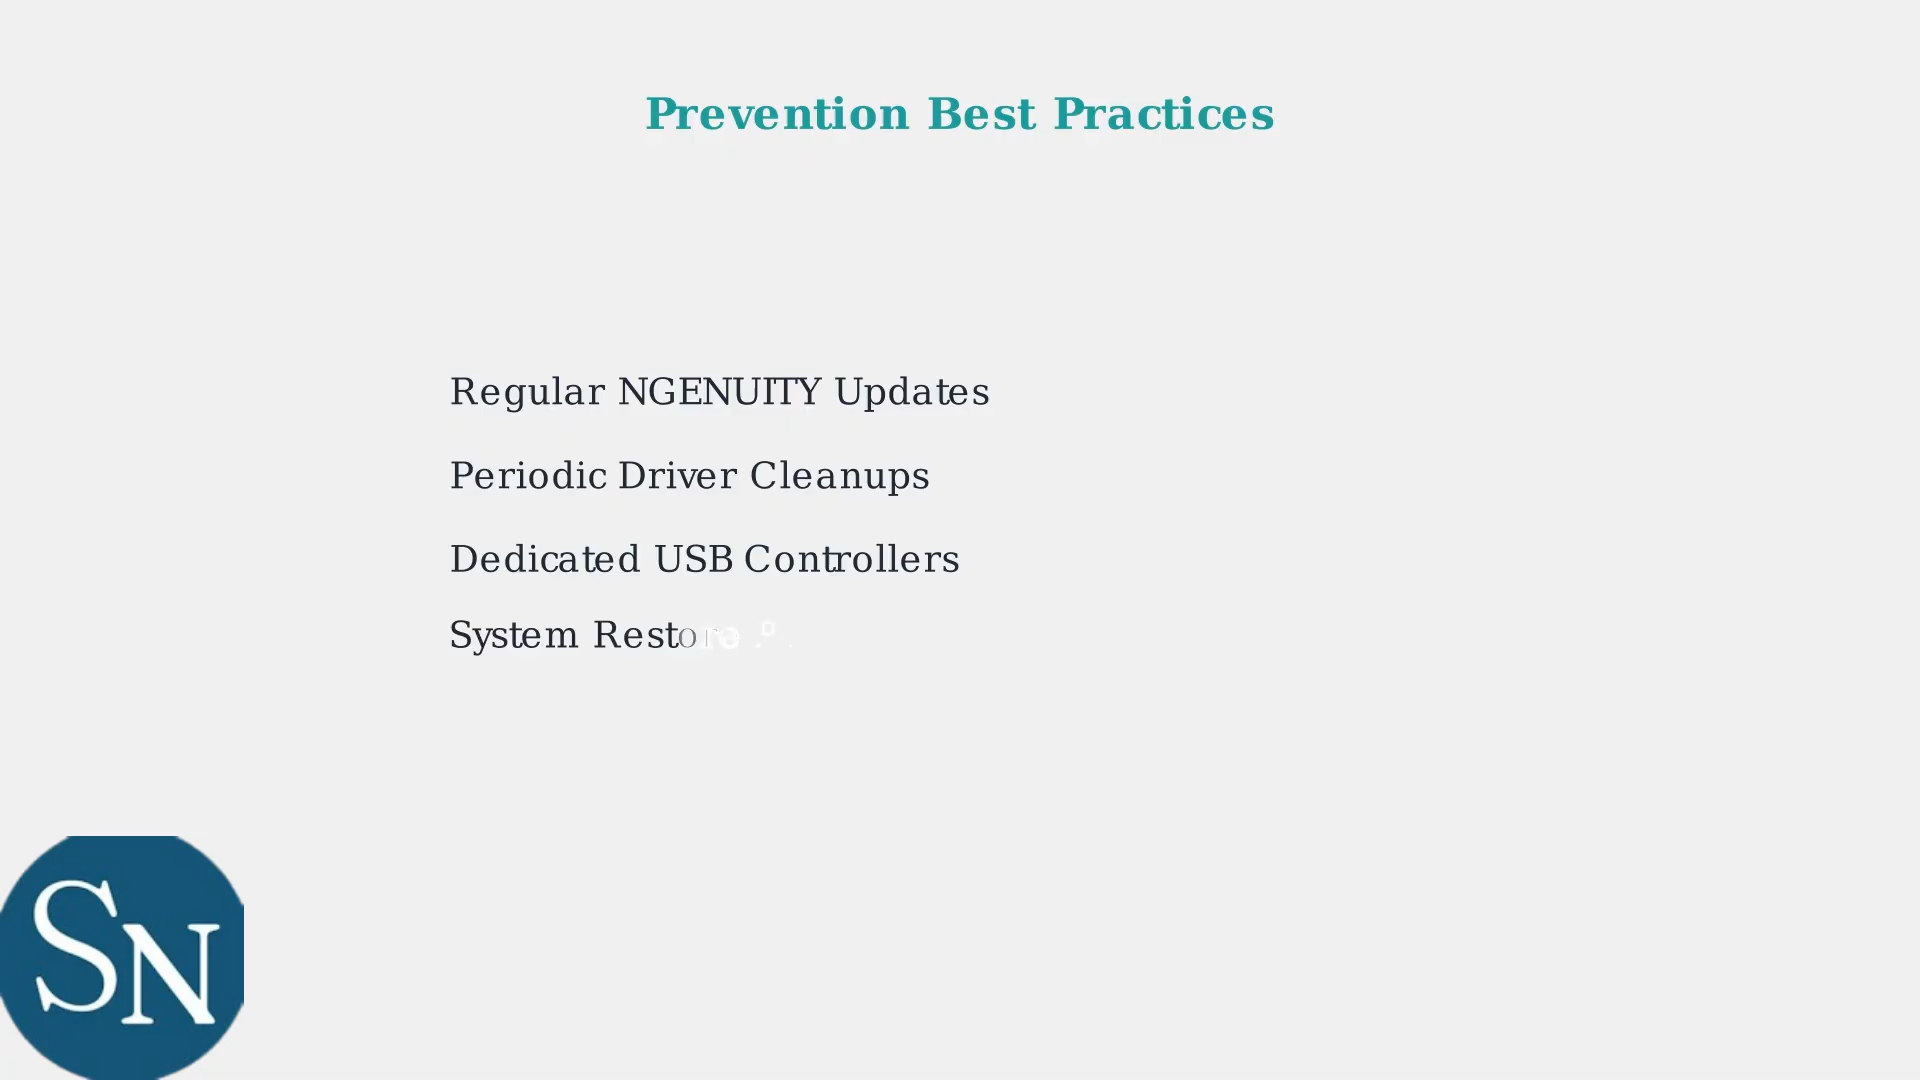 Prevention Best Practices
Regular NGENUITY Updates
Periodic Driver Cleanups
Dedicated USB Controllers
System Restore
SN